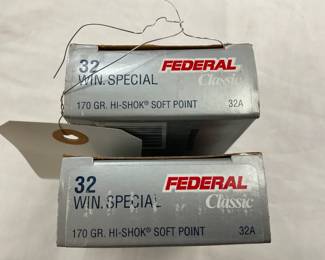 32
WIN. SPECIAL
FEDERAL
Classic
170 GR. HI-SHOK® SOFT POINT 32A
32
WIN. SPECIAL
FEDERAL
Classic
170 GR. HI-SHOK® SOFT POINT 32A